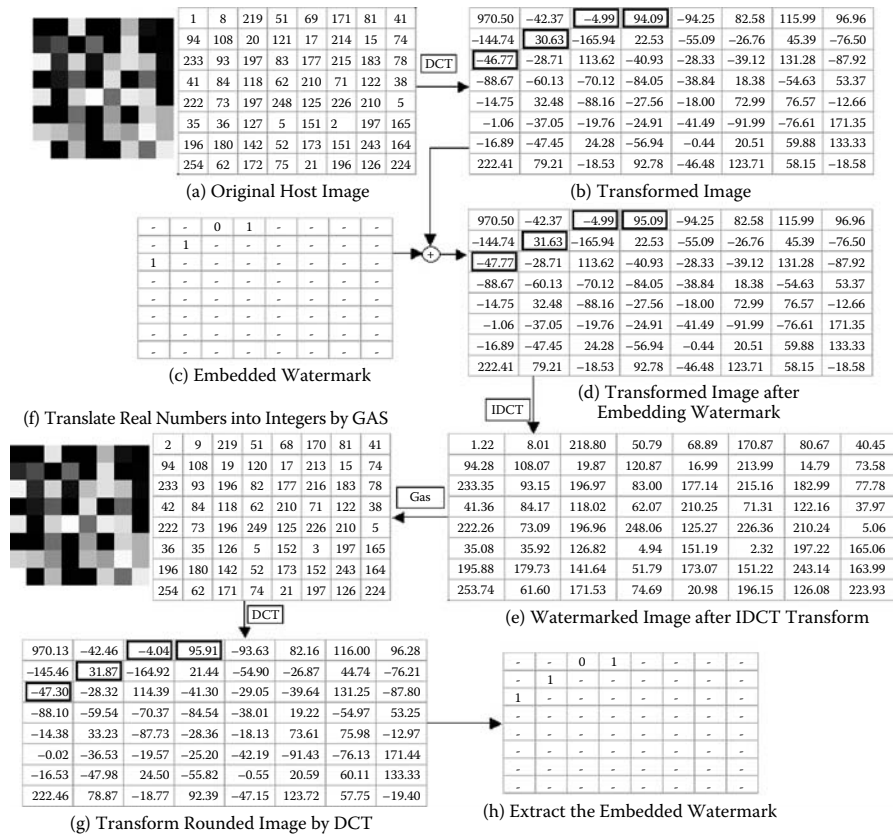 1 8 219 51 69 171 81 41
94 108 20 121 17 214 15 74
233 93 197 83 177 215 183 78
41 84 118 62 210 71 122 38
222 73 197 248 125 226 210 5
35 36 127 5 151 2 197 165
196 180 142 52 173 151 243 164
254 62 172 75 21 196 126 224
(a) Original Host Image
DCT
970.50 −42.37 −4.99 94.09 −94.25 82.58 115.99 96.96
−144.74 30.63 −165.94 22.53 −55.09 −26.76 45.39 −76.50
−46.77 −28.71 113.62 −40.93 −28.33 −39.12 131.28 −87.92
−88.67 −60.13 −70.12 −84.05 −38.84 18.38 −54.63 53.37
−14.75 32.48 −88.16 −27.56 −18.00 72.99 76.57 −12.66
−1.06 −37.05 −19.76 −24.91 −41.49 −91.99 −76.61 171.35
−16.89 −47.45 24.28 −56.94 −0.44 20.51 59.88 133.33
222.41 79.21 −18.53 92.78 −46.48 123.71 58.15 −18.58
(b) Transformed Image
- - 0 1 - - - -
- 1 - - - - - -
1 - - - - - - -
- - - - - - - -
- - - - - - - -
- - - - - - - -
- - - - - - - -
- - - - - - - -
(c) Embedded Watermark
+
970.50 −42.37 −4.99 95.09 −94.25 82.58 115.99 96.96
−144.74 31.63 −165.94 22.53 −55.09 −26.76 45.39 −76.50
−47.77 −28.71 113.62 −40.93 −28.33 −39.12 131.28 −87.92
−88.67 −60.13 −70.12 −84.05 −38.84 18.38 −54.63 53.37
−14.75 32.48 −88.16 −27.56 −18.00 72.99 76.57 −12.66
−1.06 −37.05 −19.76 −24.91 −41.49 −91.99 −76.61 171.35
−16.89 −47.45 24.28 −56.94 −0.44 20.51 59.88 133.33
222.41 79.21 −18.53 92.78 −46.48 123.71 58.15 −18.58
(d) Transformed Image after
Embedding Watermark
IDCT
(f) Translate Real Numbers into Integers by GAS
2 9 219 51 68 170 81 41
94 108 19 120 17 213 15 74
233 93 196 82 177 216 183 78
42 84 118 62 210 71 122 38
222 73 196 249 125 226 210 5
36 35 126 5 152 3 197 165
196 180 142 52 173 152 243 164
254 62 171 74 21 197 126 224
Gas
1.22 8.01 218.80 50.79 68.89 170.87 80.67 40.45
94.28 108.07 19.87 120.87 16.99 213.99 14.79 73.58
233.35 93.15 196.97 83.00 177.14 215.16 182.99 77.78
41.36 84.17 118.02 62.07 210.25 71.31 122.16 37.97
222.26 73.09 196.96 248.06 125.27 226.36 210.24 5.06
35.08 35.92 126.82 4.94 151.19 2.32 197.22 165.06
195.88 179.73 141.64 51.79 173.07 151.22 243.14 163.99
253.74 61.60 171.53 74.69 20.98 196.15 126.08 223.93
(e) Watermarked Image after IDCT Transform
DCT
970.13 −42.46 −4.04 95.91 −93.63 82.16 116.00 96.28
−145.46 31.87 −164.92 21.44 −54.90 −26.87 44.74 −76.21
−47.30 −28.32 114.39 −41.30 −29.05 −39.64 131.25 −87.80
−88.10 −59.54 −70.37 −84.54 −38.01 19.22 −54.97 53.25
−14.38 33.23 −87.73 −28.36 −18.13 73.61 75.98 −12.97
−0.02 −36.53 −19.57 −25.20 −42.19 −91.43 −76.13 171.44
−16.53 −47.98 24.50 −55.82 −0.55 20.59 60.11 133.33
222.46 78.87 −18.77 92.39 −47.15 123.72 57.75 −19.40
(g) Transform Rounded Image by DCT
- - 0 1 - - - -
- 1 - - - - - -
1 - - - - - - -
- - - - - - - -
- - - - - - - -
- - - - - - - -
- - - - - - - -
- - - - - - - -
(h) Extract the Embedded Watermark